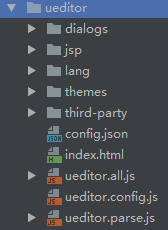 ueditor
dialogs
jsp
lang
themes
third-party
config.json
index.html
ueditor.all.js
ueditor.config.js
ueditor.parse.js